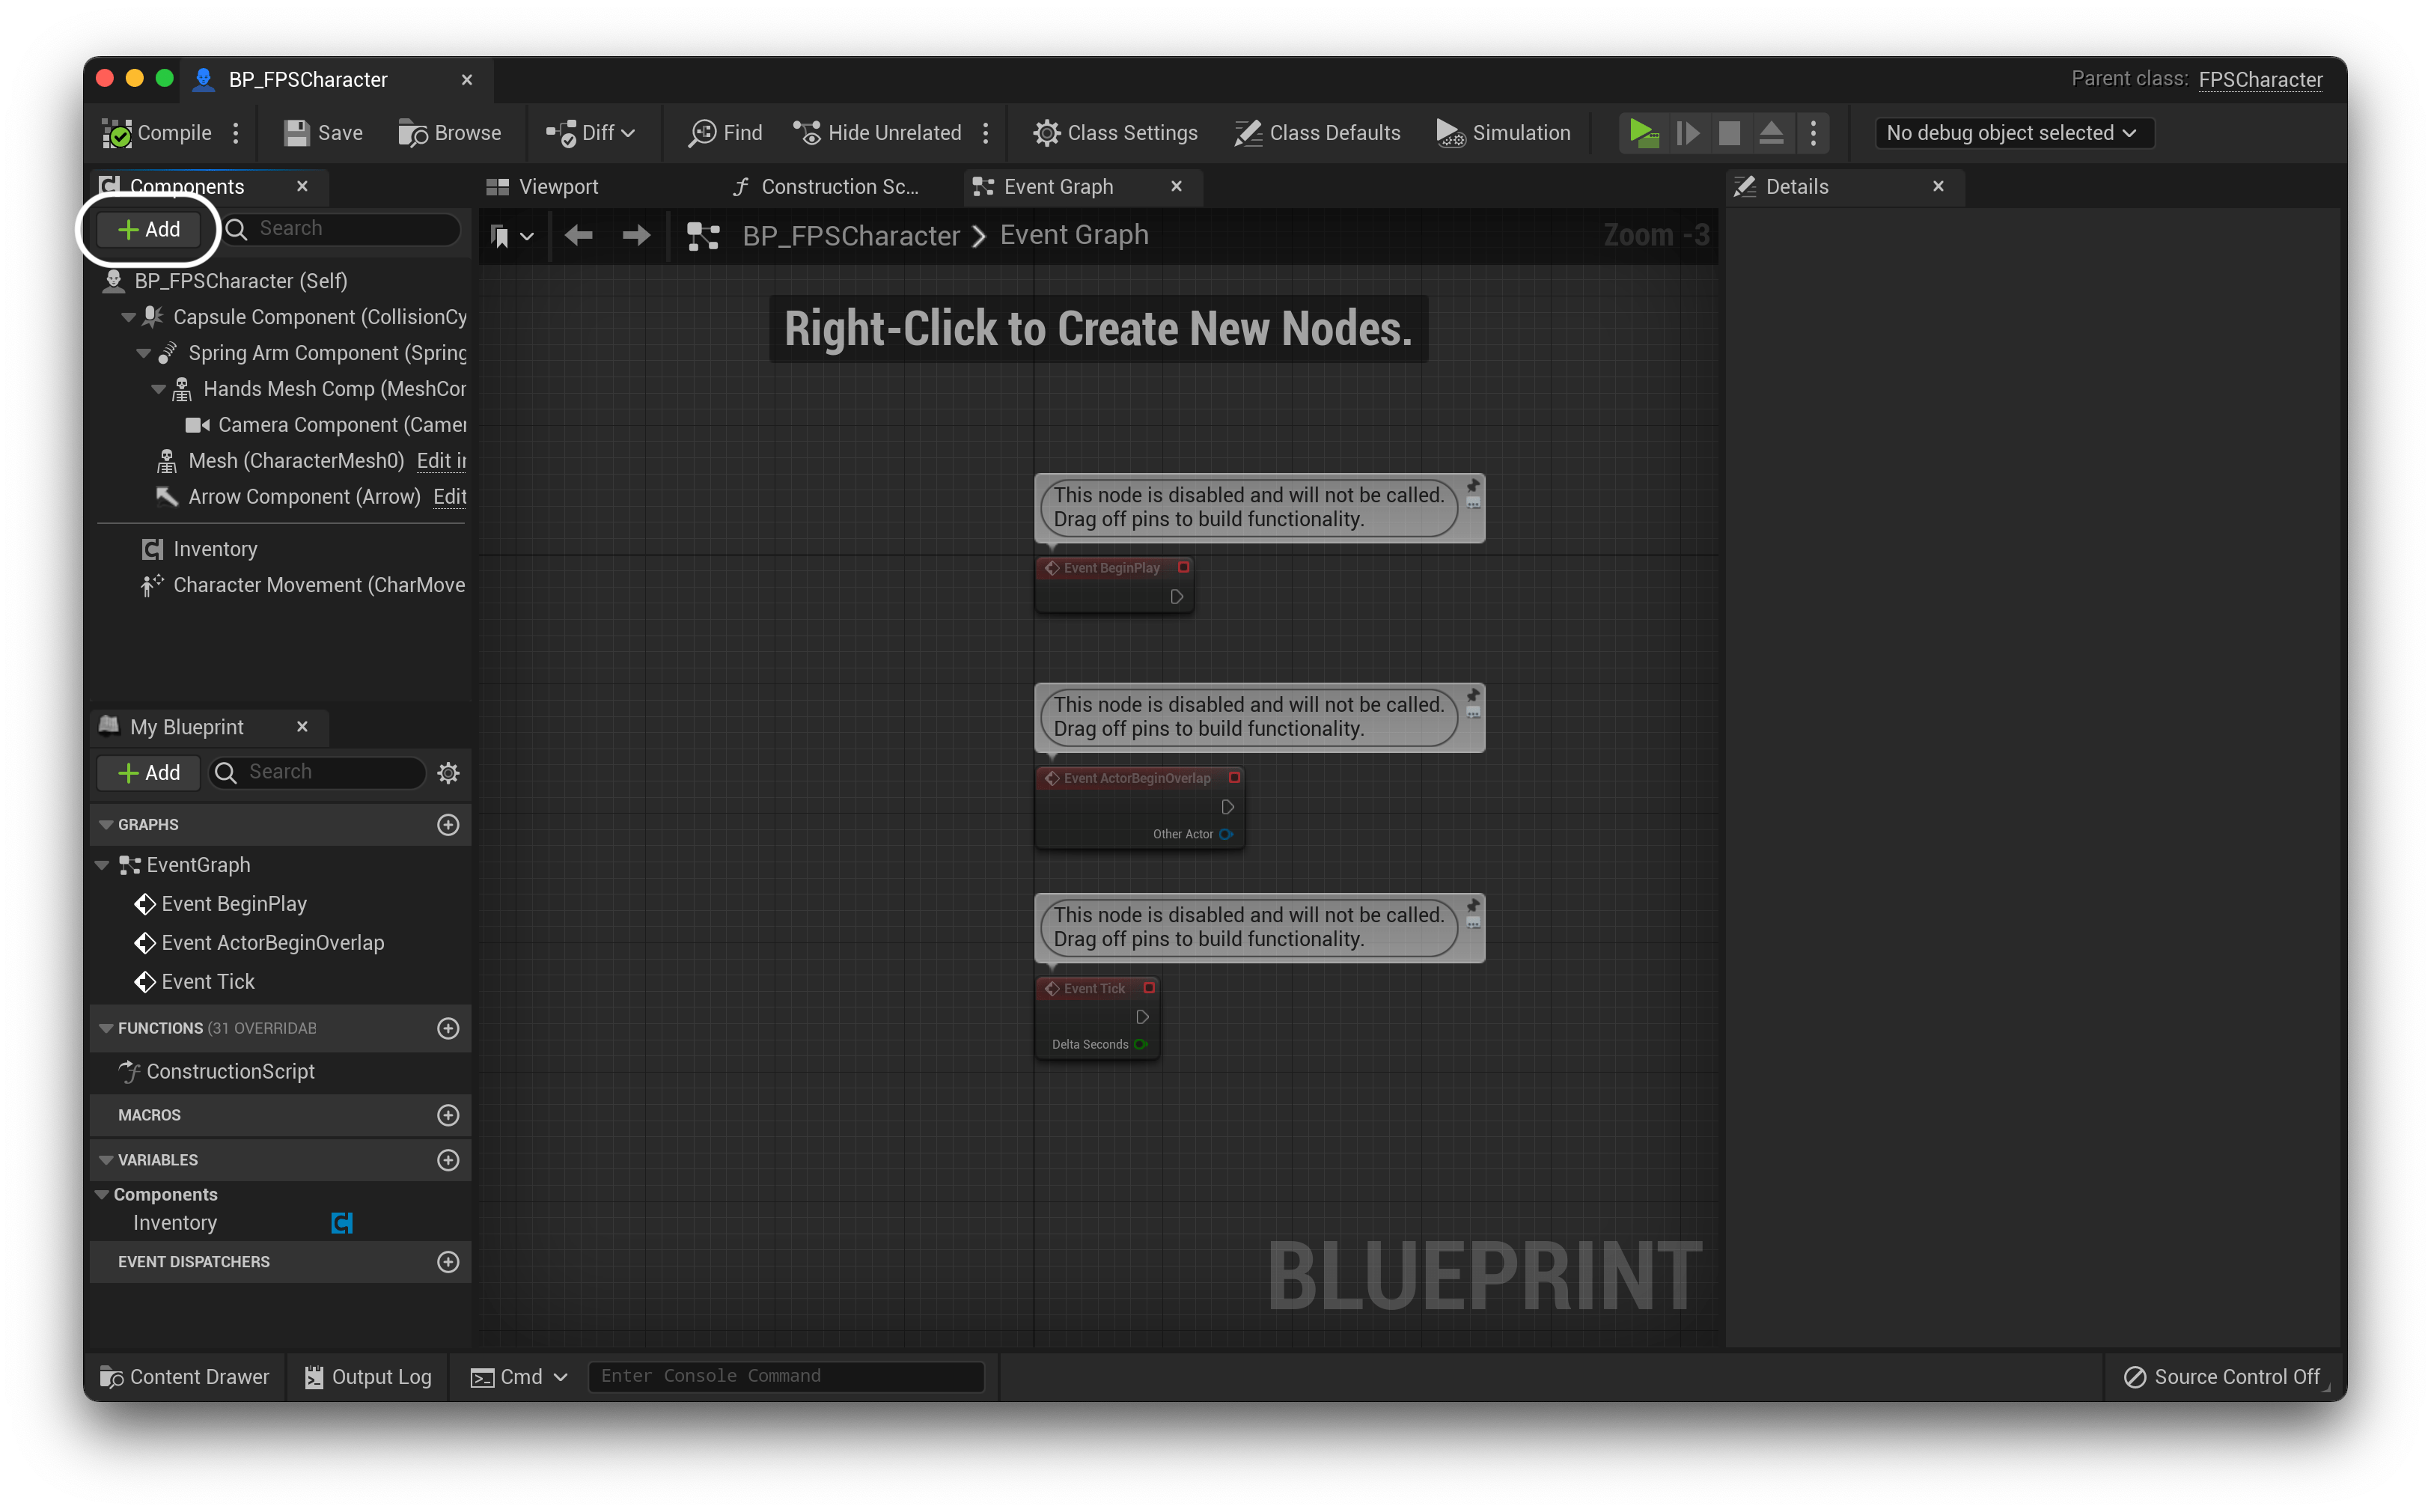 BP_FPSCharacter
Parent class: FPSCharacter
Compile Save Browse Diff Find Hide Unrelated Class Settings Class Defaults Simulation No debug object selected
Components
Add Search
BP_FPSCharacter (Self)
Capsule Component (CollisionCy
Spring Arm Component (Spring
Hands Mesh Comp (MeshCor
Camera Component (Camer
Mesh (CharacterMesh0) Edit in
Arrow Component (Arrow) Edit
Inventory
Character Movement (CharMove
My Blueprint
Add Search
GRAPHS
EventGraph
Event BeginPlay
Event ActorBeginOverlap
Event Tick
FUNCTIONS (31 OVERRIDAB
ConstructionScript
MACROS
VARIABLES
Components
Inventory
EVENT DISPATCHERS
Viewport Construction Sc... Event Graph
BP_FPSCharacter > Event Graph Zoom -3
Right-Click to Create New Nodes.
This node is disabled and will not be called.
Drag off pins to build functionality.
Event BeginPlay
This node is disabled and will not be called.
Drag off pins to build functionality.
Event ActorBeginOverlap
Other Actor
This node is disabled and will not be called.
Drag off pins to build functionality.
Event Tick
Delta Seconds
BLUEPRINT
Details
Content Drawer Output Log Cmd Enter Console Command Source Control Off